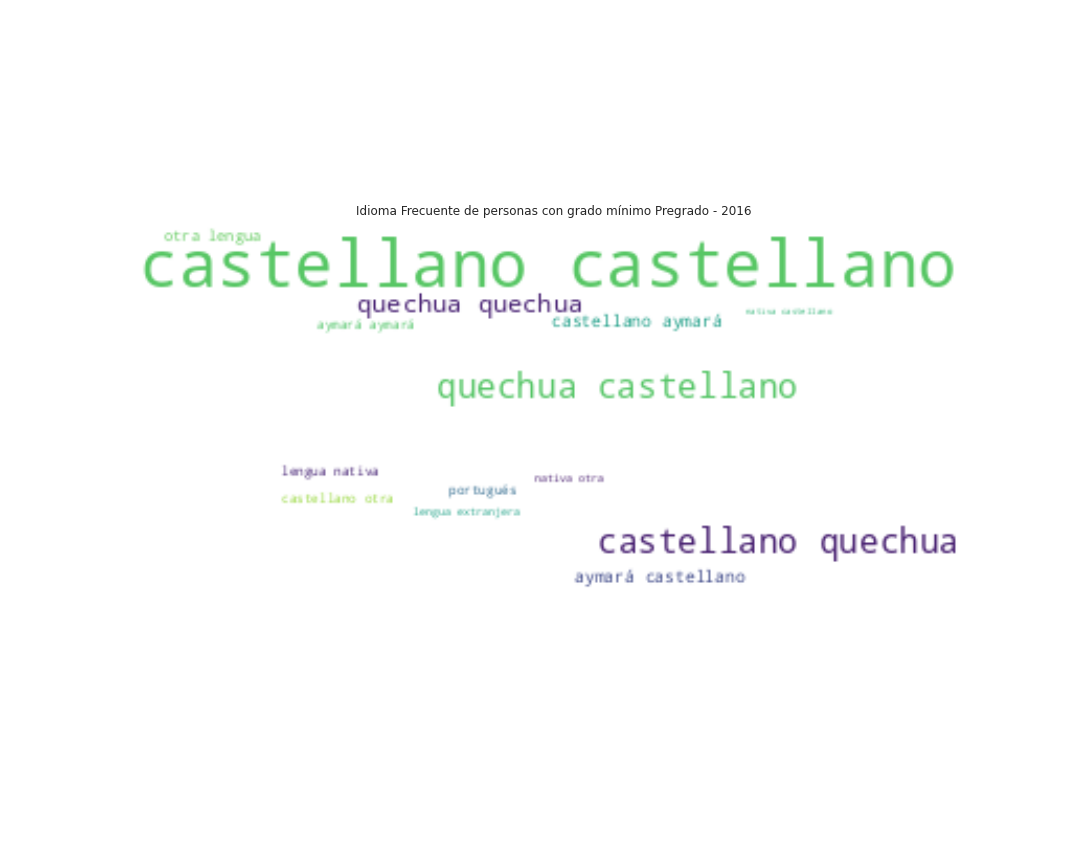 Idioma Frecuente de personas con grado mínimo Pregrado - 2016
otra lengua
castellano castellano
quechua quechua
nativa castellano
castellano aymará
aymará aymará
quechua castellano
lengua nativa
nativa otra
portugués
castellano otra
lengua extranjera
castellano quechua
aymará castellano